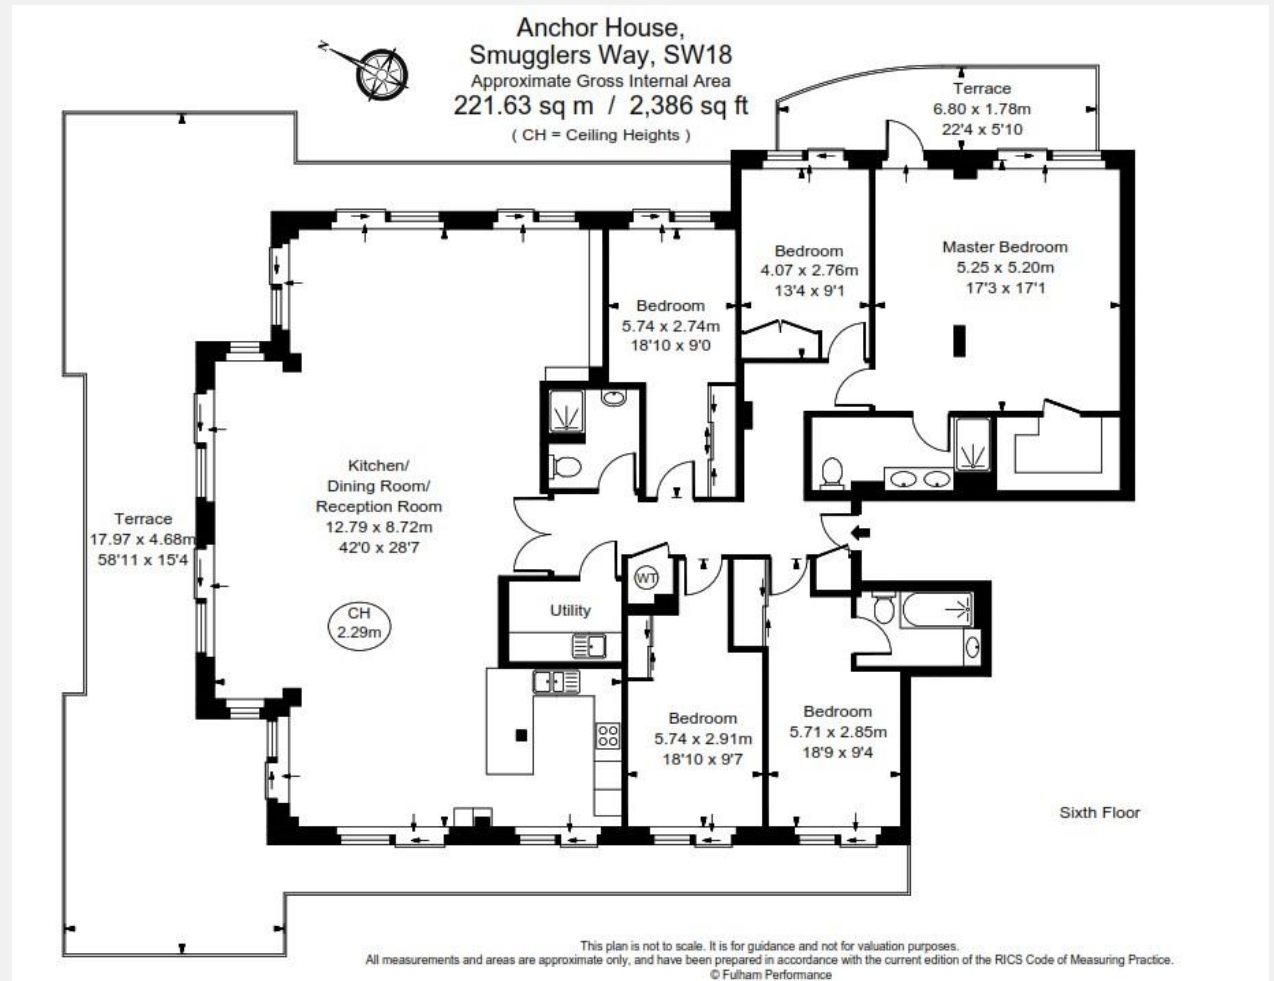 Anchor House,
Smugglers Way, SW18
Approximate Gross Internal Area
221.63 sq m / 2,386 sq ft
( CH = Ceiling Heights )
N
Terrace
6.80 x 1.78m
22'4 x 5'10
Bedroom
4.07 x 2.76m
13'4 x 9'1
Master Bedroom
5.25 x 5.20m
17'3 x 17'1
Bedroom
5.74 x 2.74m
18'10 x 9'0
Kitchen/
Dining Room/
Reception Room
12.79 x 8.72m
42'0 x 28'7
Terrace
17.97 x 4.68m
58'11 x 15'4
CH
2.29m
Utility
WT
Bedroom
5.74 x 2.91m
18'10 x 9'7
Bedroom
5.71 x 2.85m
18'9 x 9'4
Sixth Floor
This plan is not to scale. It is for guidance and not for valuation purposes.
All measurements and areas are approximate only, and have been prepared in accordance with the current edition of the RICS Code of Measuring Practice.
© Fulham Performance